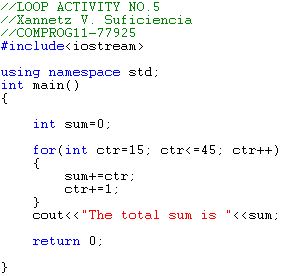 //LOOP ACTIVITY NO.5
//Xannetz V. Suficiencia
//COMPROG11-77925
#include<iostream>
using namespace std;
int main()
{
int sum=0;
for(int ctr=15; ctr<=45; ctr++)
{
sum+=ctr;
ctr+=1;
}
cout<<"The total sum is "<<sum;
return 0;
}